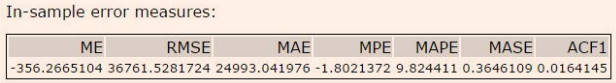 In-sample error measures:
ME RMSE MAE MPE MAPE MASE ACF1
-356.2665104 36761.5281724 24993.041976 -1.8021372 9.824411 0.3646109 0.0164145